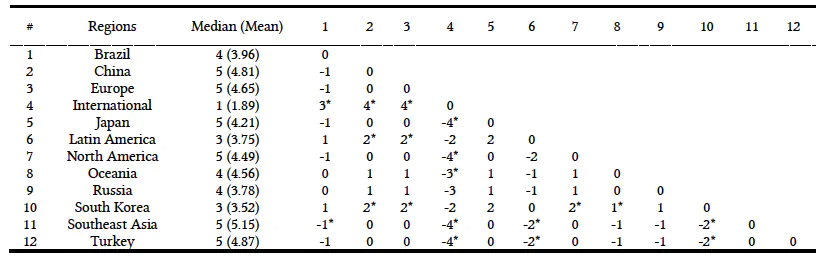 # Regions Median (Mean) 1 2 3 4 5 6 7 8 9 10 11 12
1 Brazil 4 (3.96) 0
2 China 5 (4.81) -1 0
3 Europe 5 (4.65) -1 0 0
4 International 1 (1.89) 3* 4* 4* 0
5 Japan 5 (4.21) -1 0 0 -4* 0
6 Latin America 3 (3.75) 1 2* 2* -2 2 0
7 North America 5 (4.49) -1 0 0 -4* 0 -2 0
8 Oceania 4 (4.56) 0 1 1 -3* 1 -1 1 0
9 Russia 4 (3.78) 0 1 1 -3 1 -1 1 0 0
10 South Korea 3 (3.52) 1 2* 2* -2 2 0 2* 1* 1 0
11 Southeast Asia 5 (5.15) -1* 0 0 -4* 0 -2* 0 -1 -1 -2* 0
12 Turkey 5 (4.87) -1 0 0 -4* 0 -2* 0 -1 -1 -2* 0 0